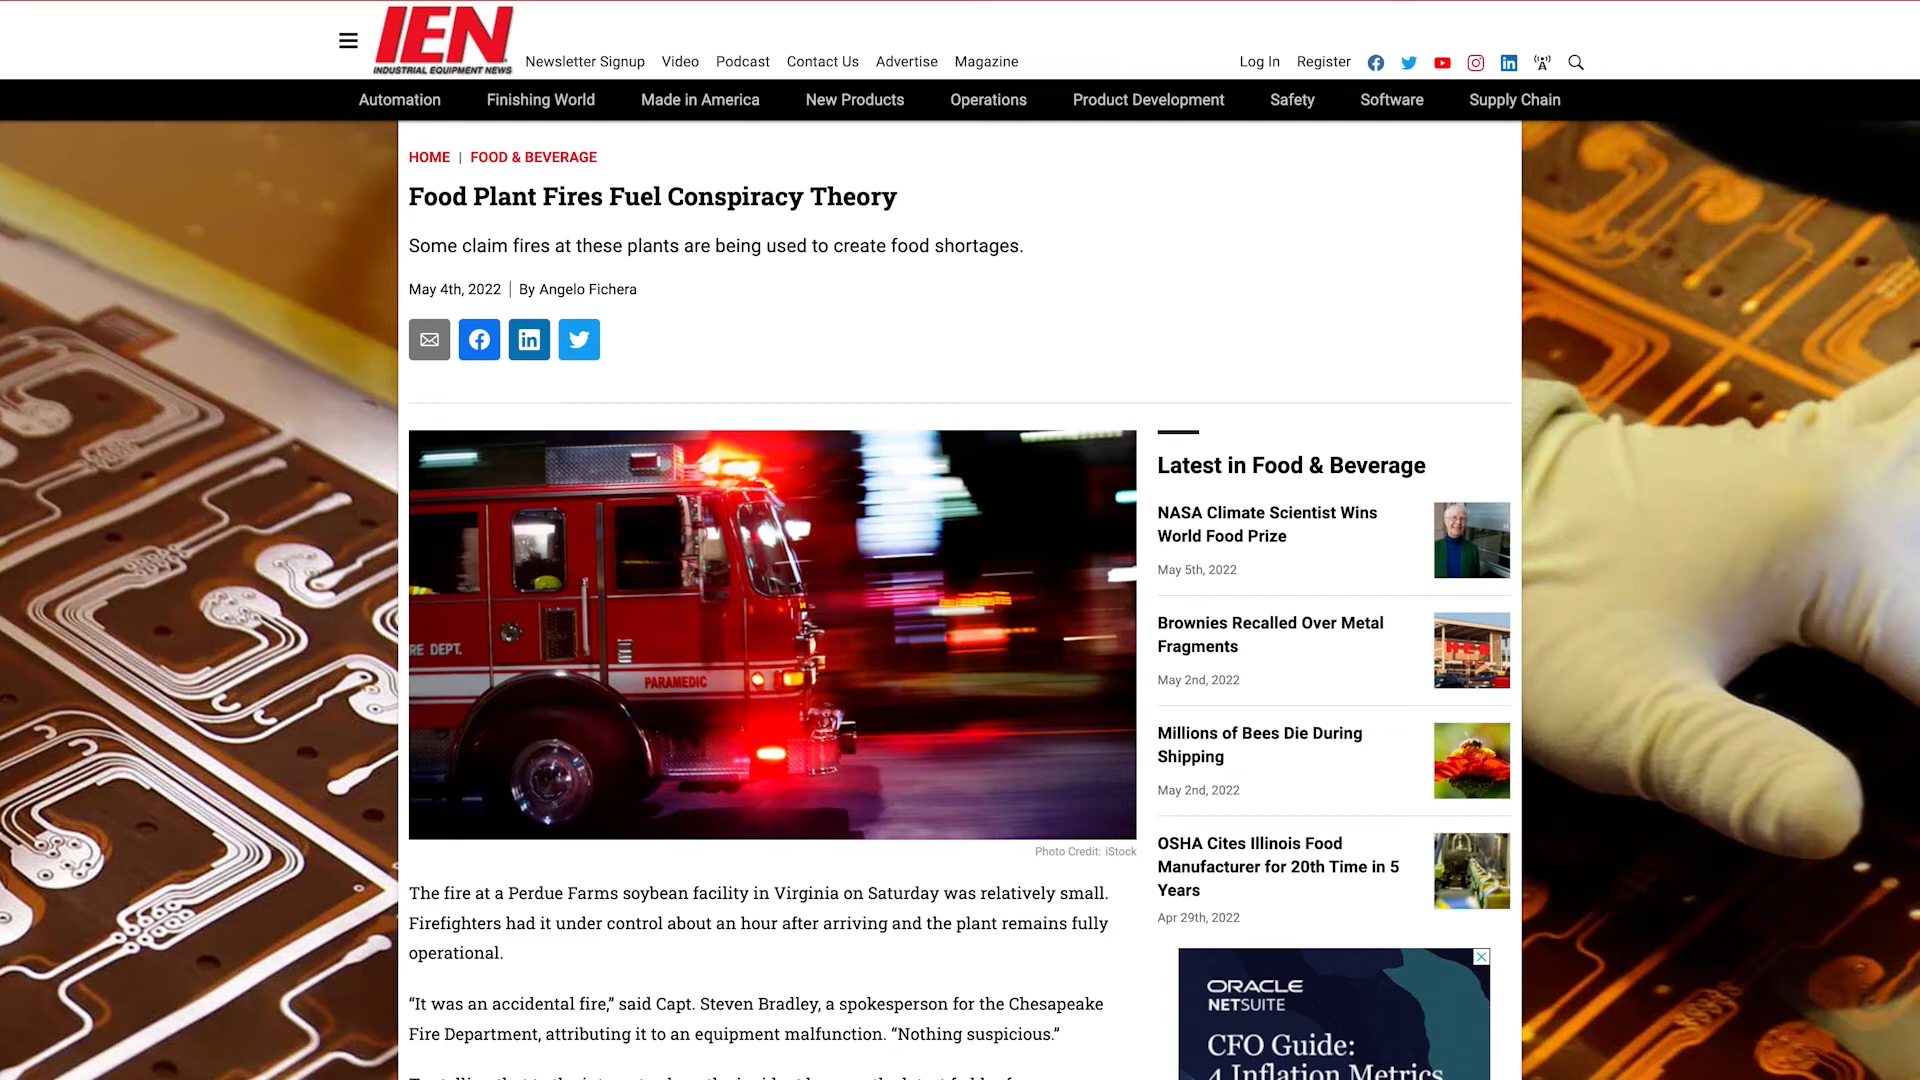 IEN
INDUSTRIAL EQUIPMENT NEWS
Newsletter Signup Video Podcast Contact Us Advertise Magazine
Log In Register
Automation Finishing World Made in America New Products Operations Product Development Safety Software Supply Chain
HOME | FOOD & BEVERAGE
Food Plant Fires Fuel Conspiracy Theory
Some claim fires at these plants are being used to create food shortages.
May 4th, 2022 | By Angelo Fichera
RE DEPT.
PARAMEDIC
Photo Credit: iStock
The fire at a Perdue Farms soybean facility in Virginia on Saturday was relatively small.
Firefighters had it under control about an hour after arriving and the plant remains fully
operational.
“It was an accidental fire,” said Capt. Steven Bradley, a spokesperson for the Chesapeake
Fire Department, attributing it to an equipment malfunction. “Nothing suspicious.”
Latest in Food & Beverage
NASA Climate Scientist Wins
World Food Prize
May 5th, 2022
Brownies Recalled Over Metal
Fragments
May 2nd, 2022
H-E-B
Millions of Bees Die During
Shipping
May 2nd, 2022
OSHA Cites Illinois Food
Manufacturer for 20th Time in 5
Years
Apr 29th, 2022
ORACLE
NETSUITE
CFO Guide:
4 Inflation Metrics